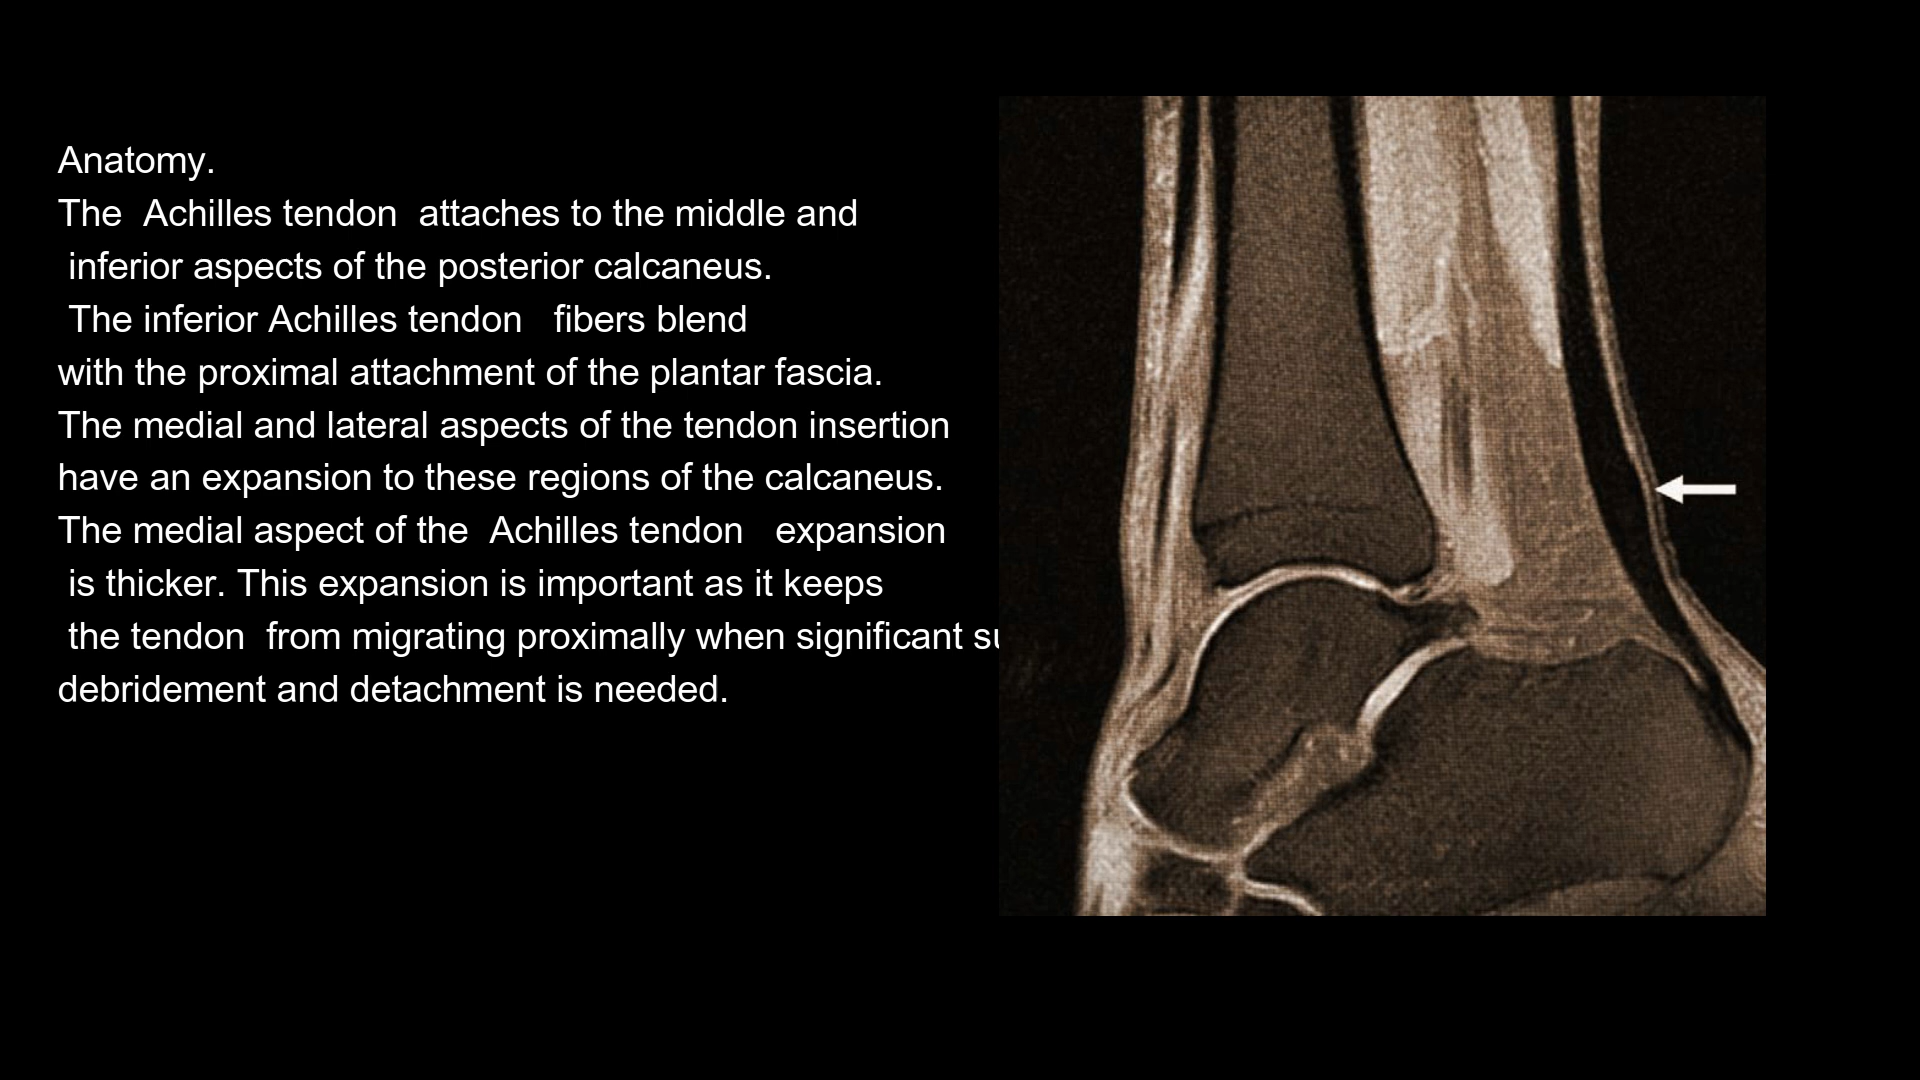 Anatomy.
The Achilles tendon attaches to the middle and
inferior aspects of the posterior calcaneus.
The inferior Achilles tendon fibers blend
with the proximal attachment of the plantar fascia.
The medial and lateral aspects of the tendon insertion
have an expansion to these regions of the calcaneus.
The medial aspect of the Achilles tendon expansion
is thicker. This expansion is important as it keeps
the tendon from migrating proximally when significant
debridement and detachment is needed.